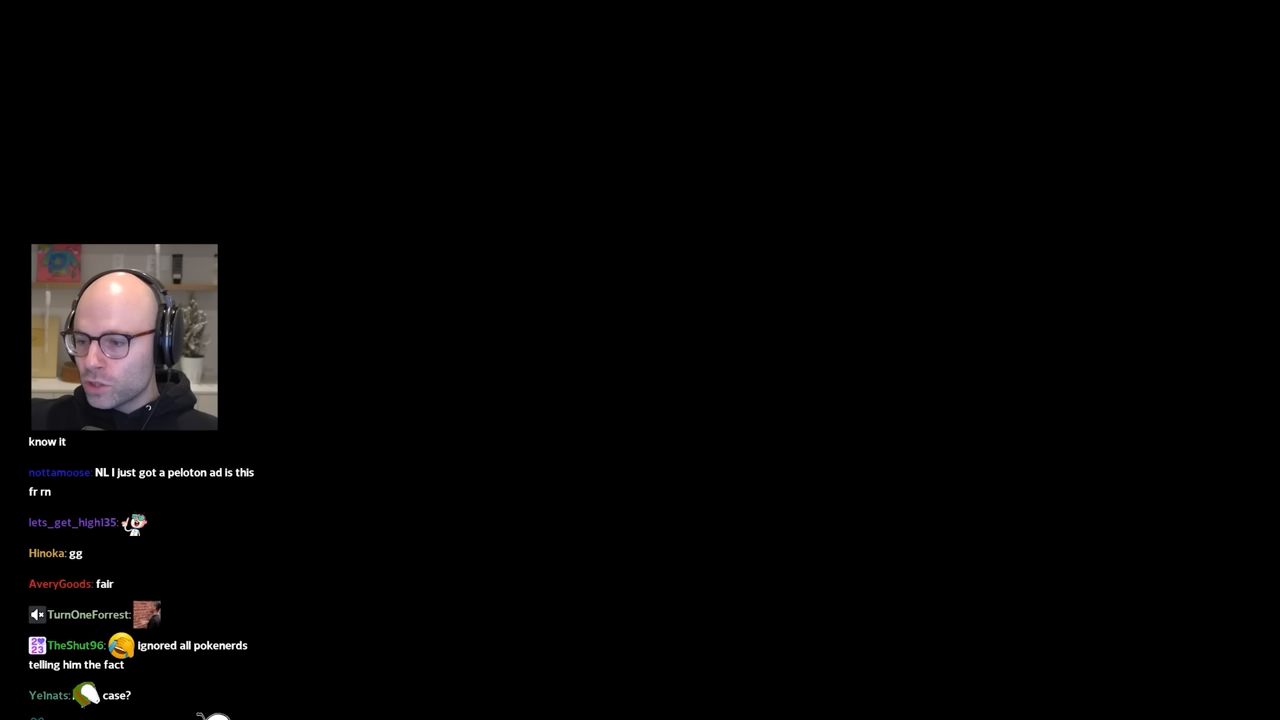 know it
nottamoose: NL I just got a peloton ad is this
fr rn
lets_get_high135:
Hinoka: gg
AveryGoods: fair
TurnOneForrest:
TheShut96: Ignored all pokenerds
telling him the fact
Ye1nats: case?